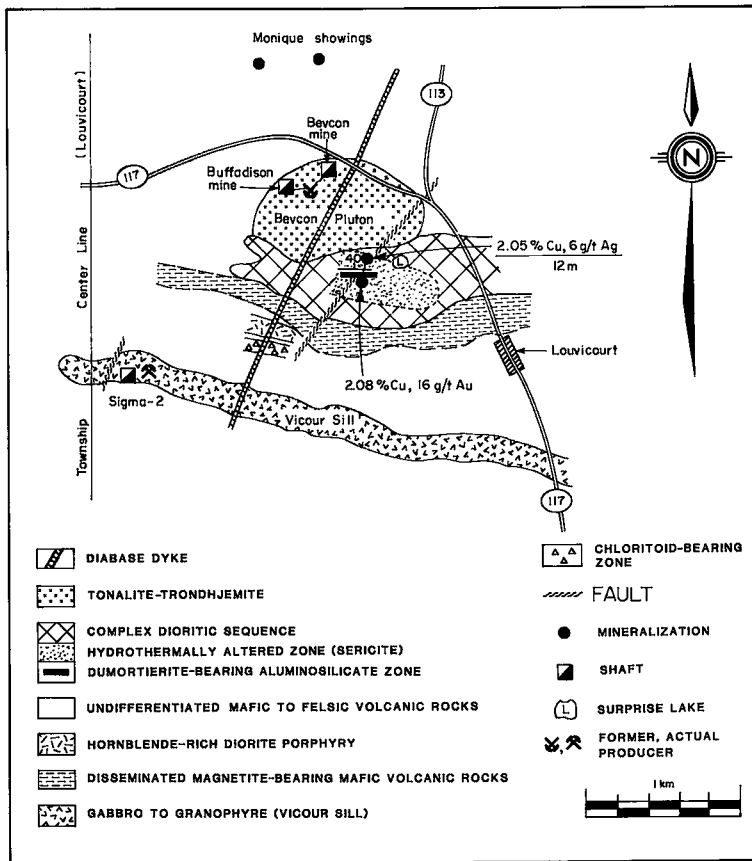 Monique showings
(Louvicourt)
113
Bevcon
mine
117
Buffadison
mine
N
Bevcon Pluton
Center Line
2.05 % Cu, 6 g/t Ag
12 m
40
L
Louvicourt
2.08 % Cu, 16 g/t Au
Sigma-2
Vicour Sill
Township
117
DIABASE DYKE
TONALITE-TRONDHJEMITE
COMPLEX DIORITIC SEQUENCE
HYDROTHERMALLY ALTERED ZONE (SERICITE)
DUMORTIERITE-BEARING ALUMINOSILICATE ZONE
UNDIFFERENTIATED MAFIC TO FELSIC VOLCANIC ROCKS
HORNBLENDE-RICH DIORITE PORPHYRY
DISSEMINATED MAGNETITE-BEARING MAFIC VOLCANIC ROCKS
GABBRO TO GRANOPHYRE (VICOUR SILL)
CHLORITOID-BEARING
ZONE
FAULT
MINERALIZATION
SHAFT
L SURPRISE LAKE
FORMER, ACTUAL
PRODUCER
1 km